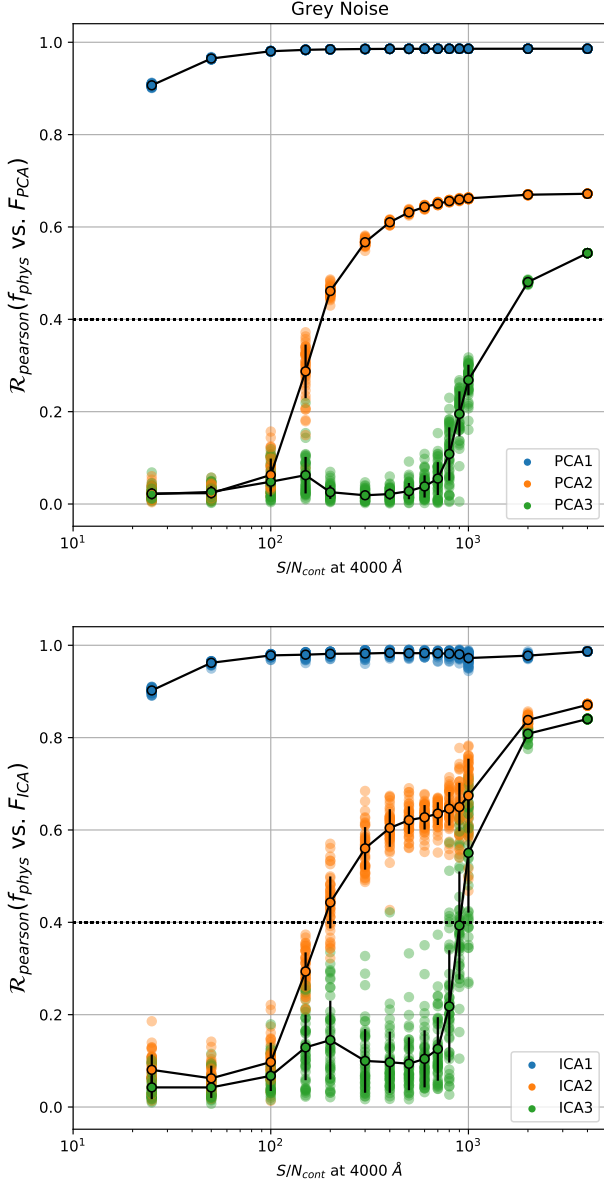 Grey Noise
1.0
0.8
0.6
0.4
0.2
0.0
ℛpearson(fphys vs. FPCA)
PCA1
PCA2
PCA3
10¹ 10² 10³
S/Ncont at 4000 Å
1.0
0.8
0.6
0.4
0.2
0.0
ℛpearson(fphys vs. FICA)
ICA1
ICA2
ICA3
10¹ 10² 10³
S/Ncont at 4000 Å